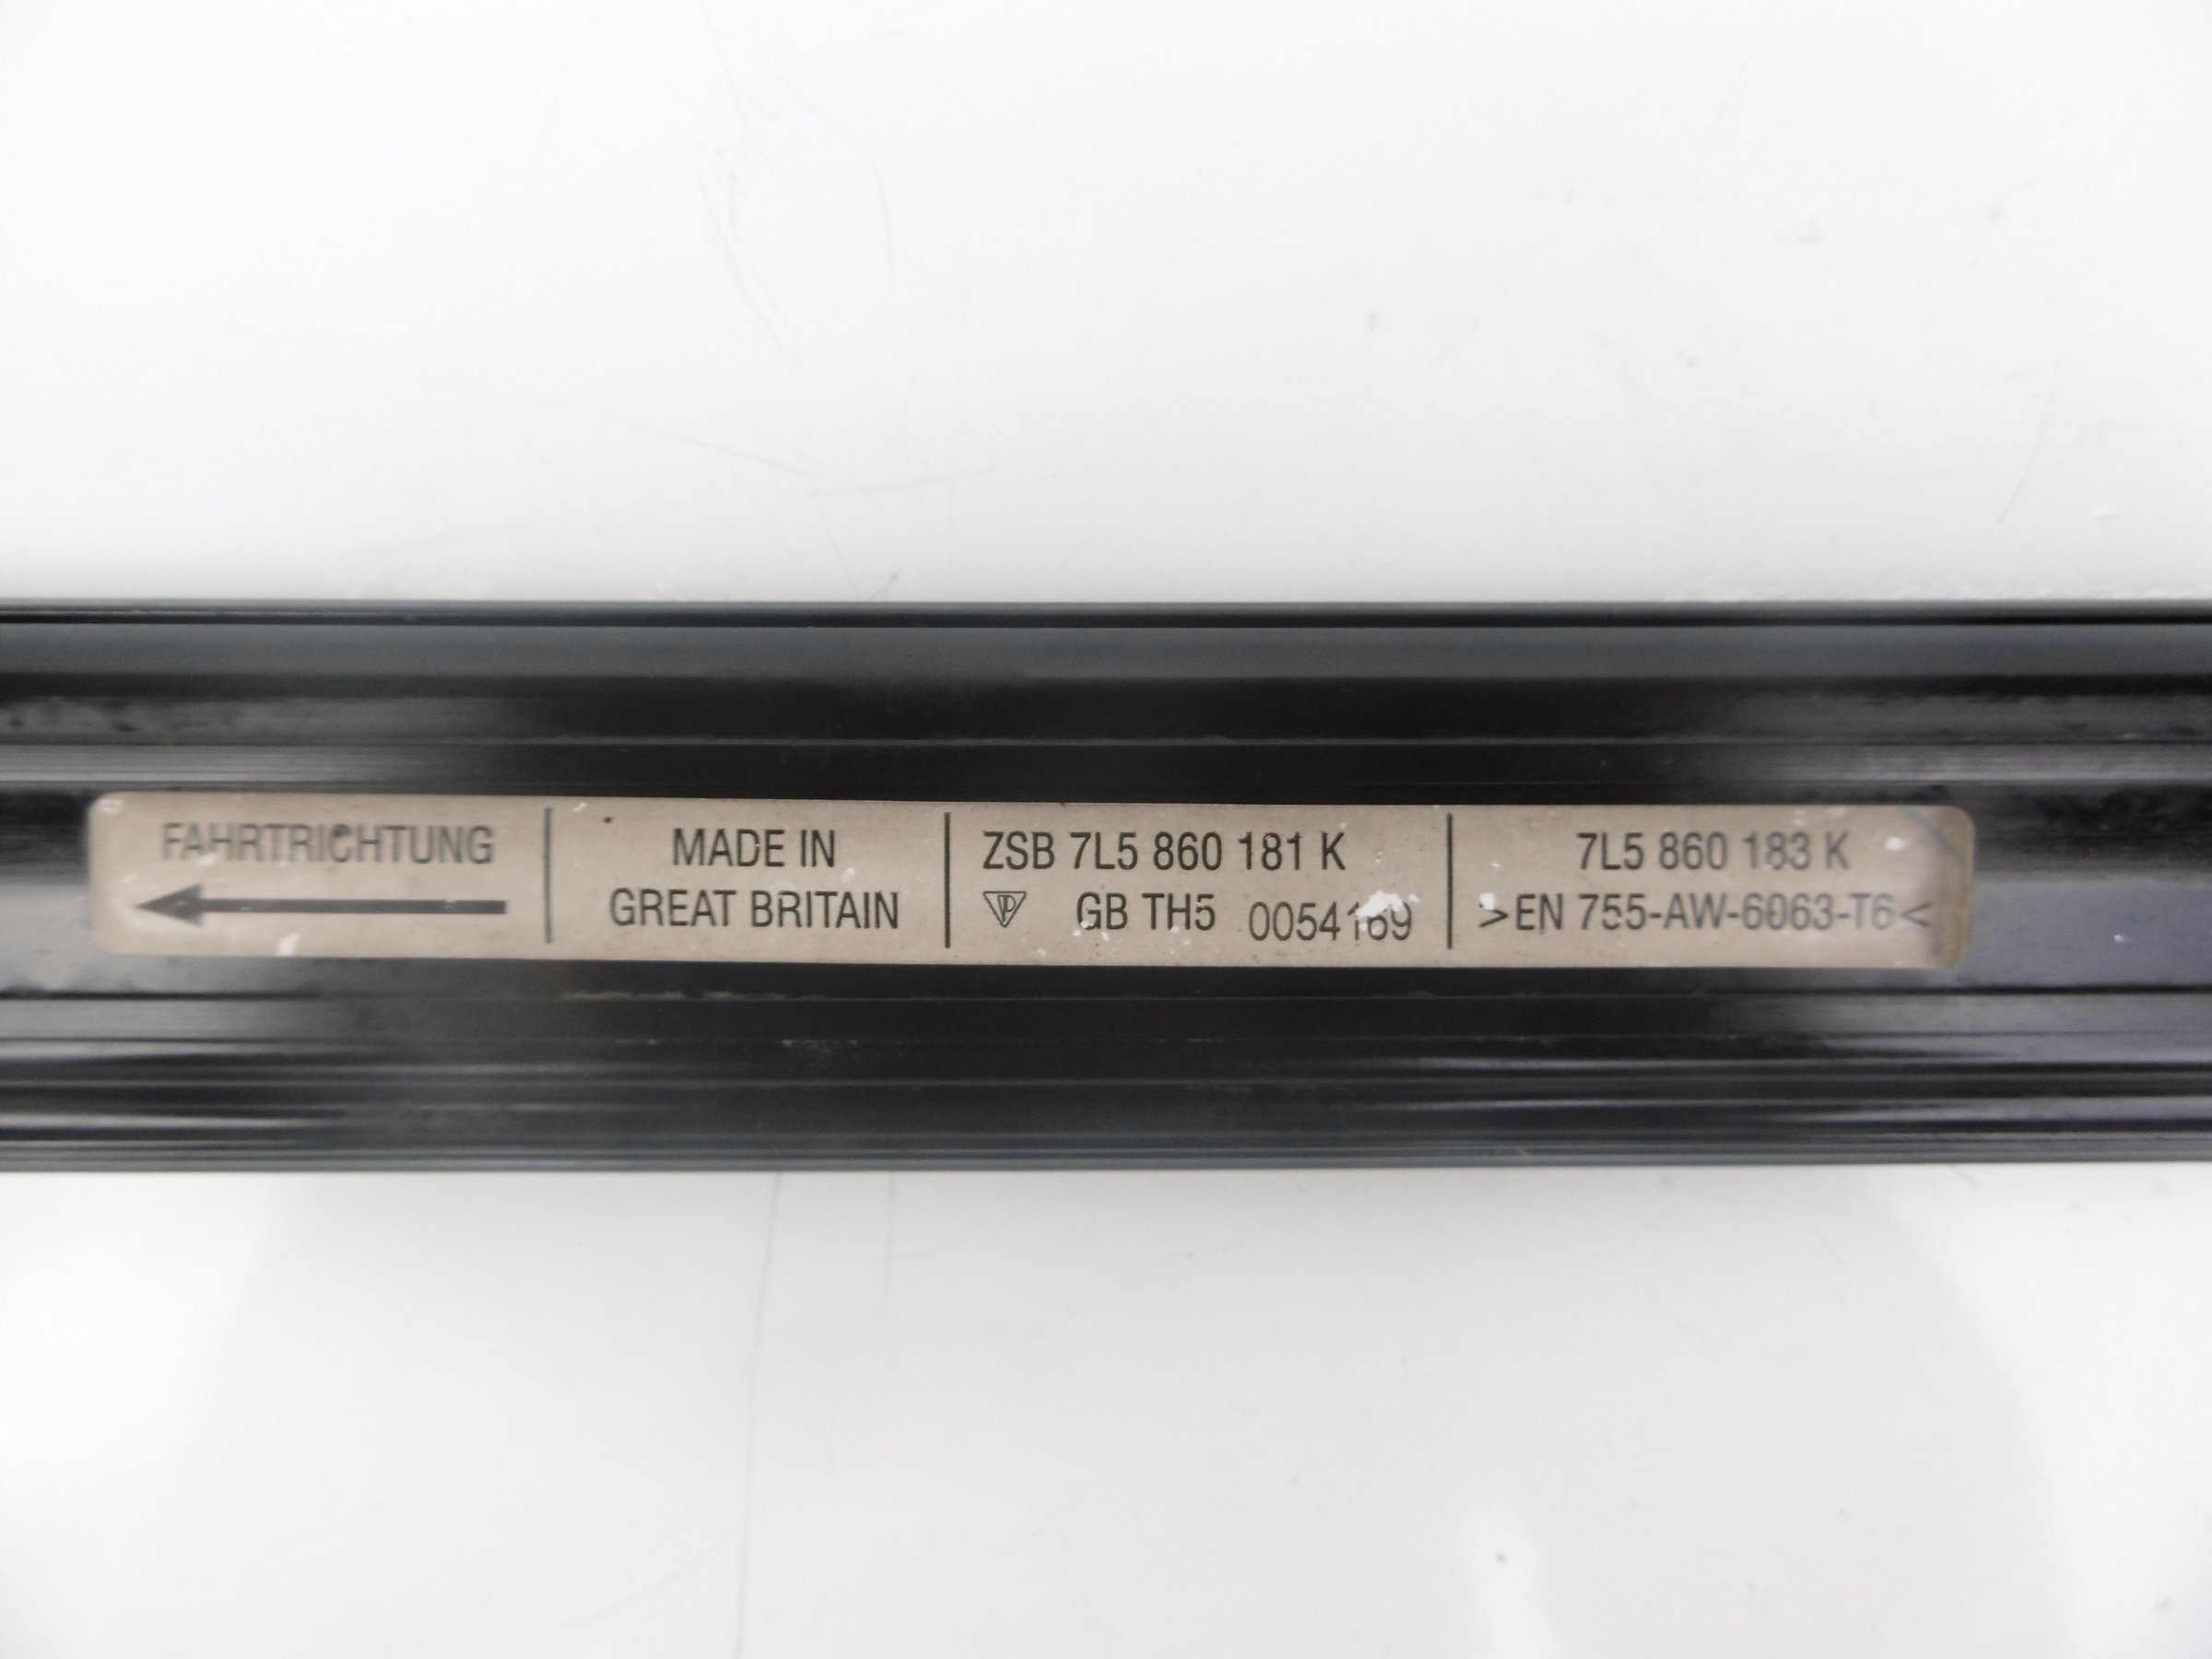 FAHRTRICHTUNG
MADE IN
GREAT BRITAIN
ZSB 7L5 860 181 K
GB TH5 0054169
7L5 860 183 K
>EN 755-AW-6063-T6<